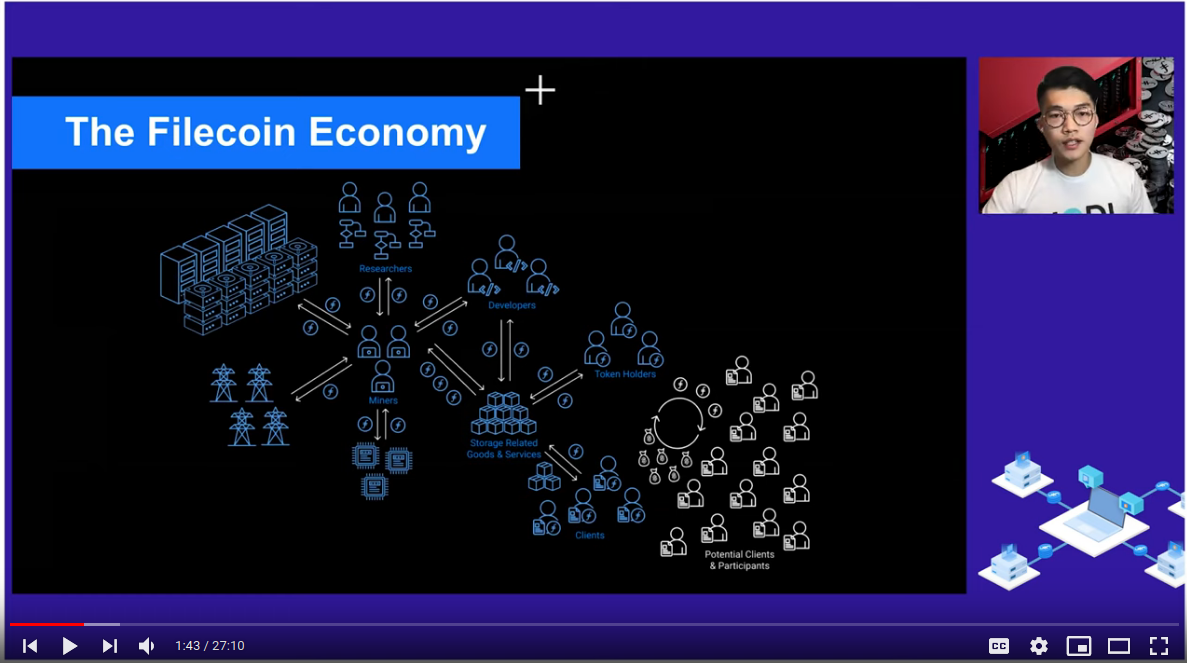 The Filecoin Economy
Researchers
Developers
Token Holders
Miners
Storage Related
Goods & Services
Clients
Potential Clients
& Participants
1:43 / 27:10
CC